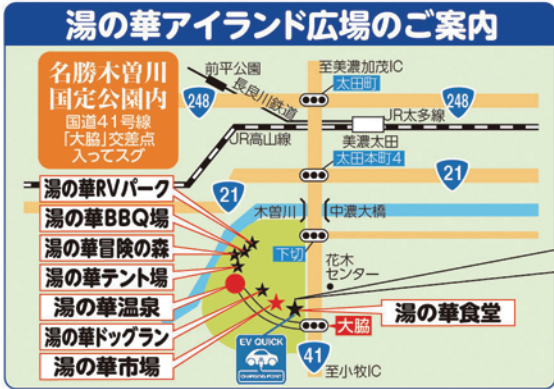 湯の華アイランド広場のご案内
名勝木曽川
国定公園内
国道41号線
「大脇」交差点
入ってスグ
前平公園
長良川鉄道
至美濃加茂IC
太田町
248
248
JR太多線
JR高山線
美濃太田
太田本町4
21
21
湯の華RVパーク
湯の華BBQ場
湯の華冒険の森
湯の華テント場
湯の華温泉
湯の華ドッグラン
湯の華市場
木曽川
中濃大橋
下切
花木
センター
湯の華食堂
大脇
EV QUICK
CHARGING POINT
41
至小牧IC